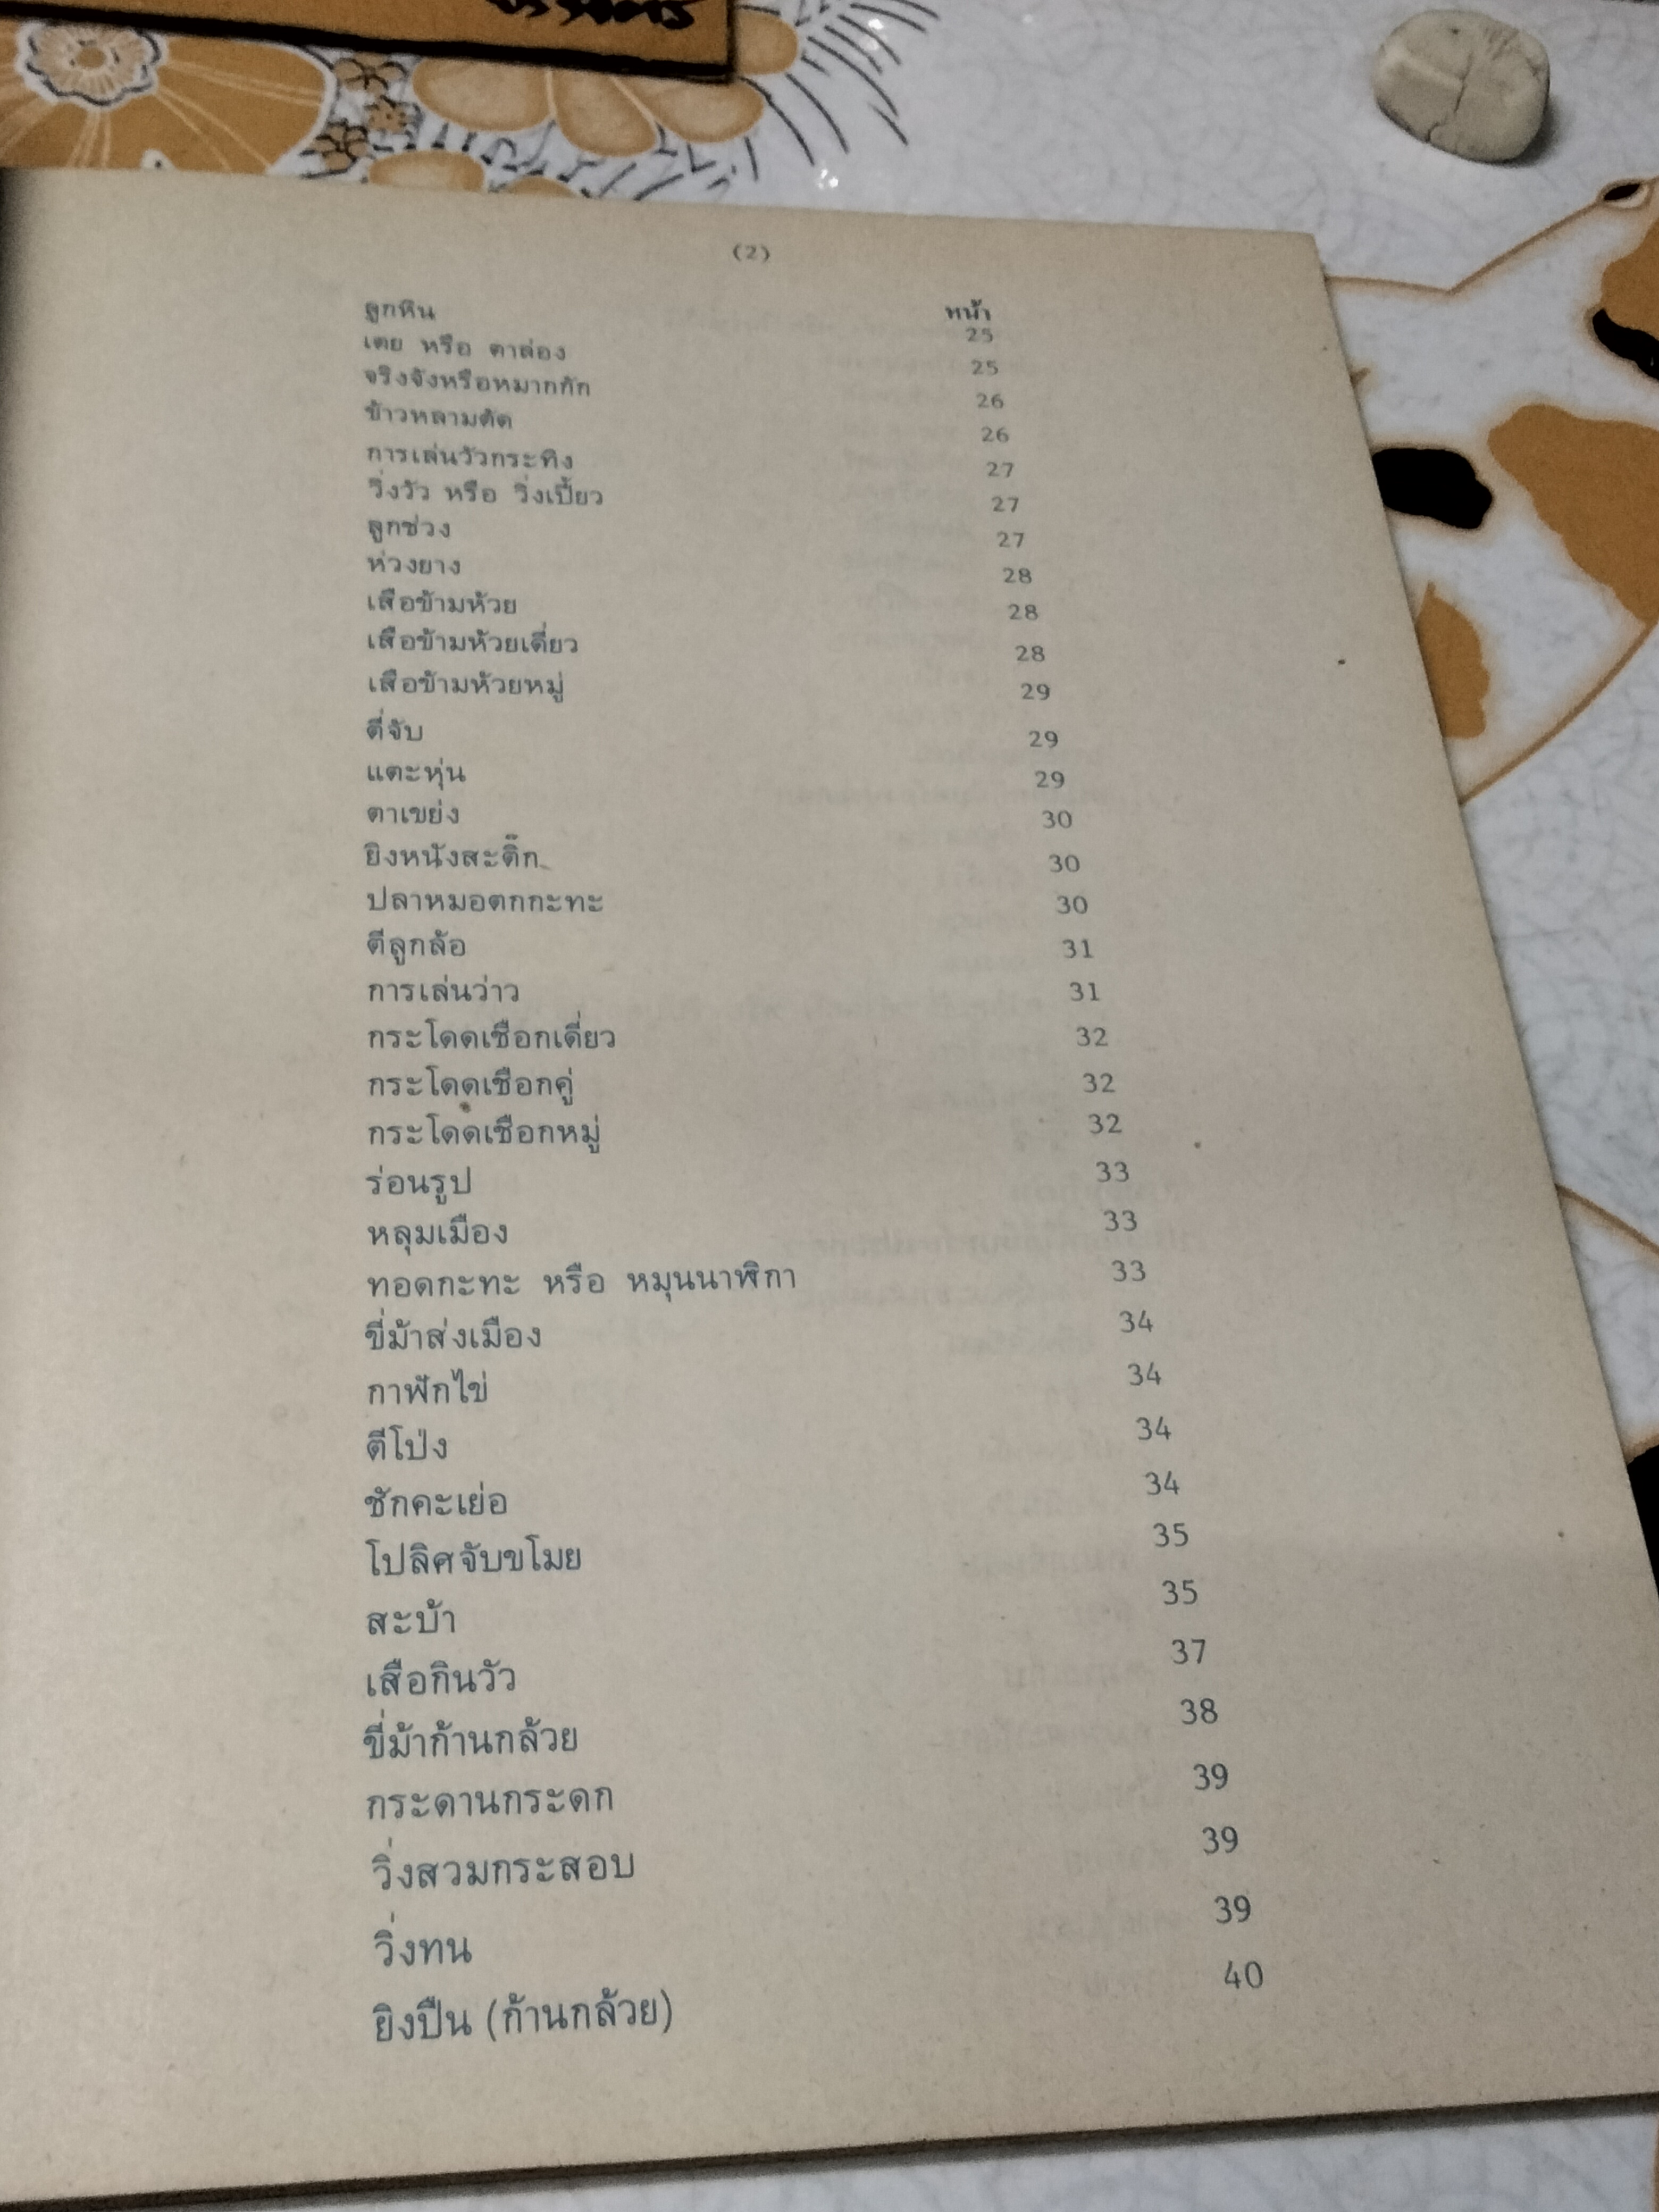 (2)
หน้า
ลูกหิน 25
เตย หรือ ตาล่อง 25
จริงจังหรือหมากกัก 26
ข้าวหลามตัด 26
การเล่นวัวกระทิง 27
วิ่งวัว หรือ วิ่งเปี้ยว 27
ลูกช่วง 27
ห่วงยาง 28
เสือข้ามห้วย 28
เสือข้ามห้วยเดี่ยว 28
เสือข้ามห้วยหมู่ 29
ตี่จับ 29
แตะหุ่น 29
ตาเขย่ง 30
ยิงหนังสะติ๊ก 30
ปลาหมอตกกะทะ 30
ตีลูกล้อ 31
การเล่นว่าว 31
กระโดดเชือกเดี่ยว 32
กระโดดเชือกคู่ 32
กระโดดเชือกหมู่ 32
ร่อนรูป 33
หลุมเมือง 33
ทอดกะทะ หรือ หมุนนาฬิกา 33
ขี่ม้าส่งเมือง 34
กาฟักไข่ 34
ตีโป่ง 34
ชักคะเย่อ 34
โปลิศจับขโมย 35
สะบ้า 35
เสือกินวัว 37
ขี่ม้าก้านกล้วย 38
กระดานกระดก 39
วิ่งสวมกระสอบ 39
วิ่งทน 39
ยิงปืน (ก้านกล้วย) 40